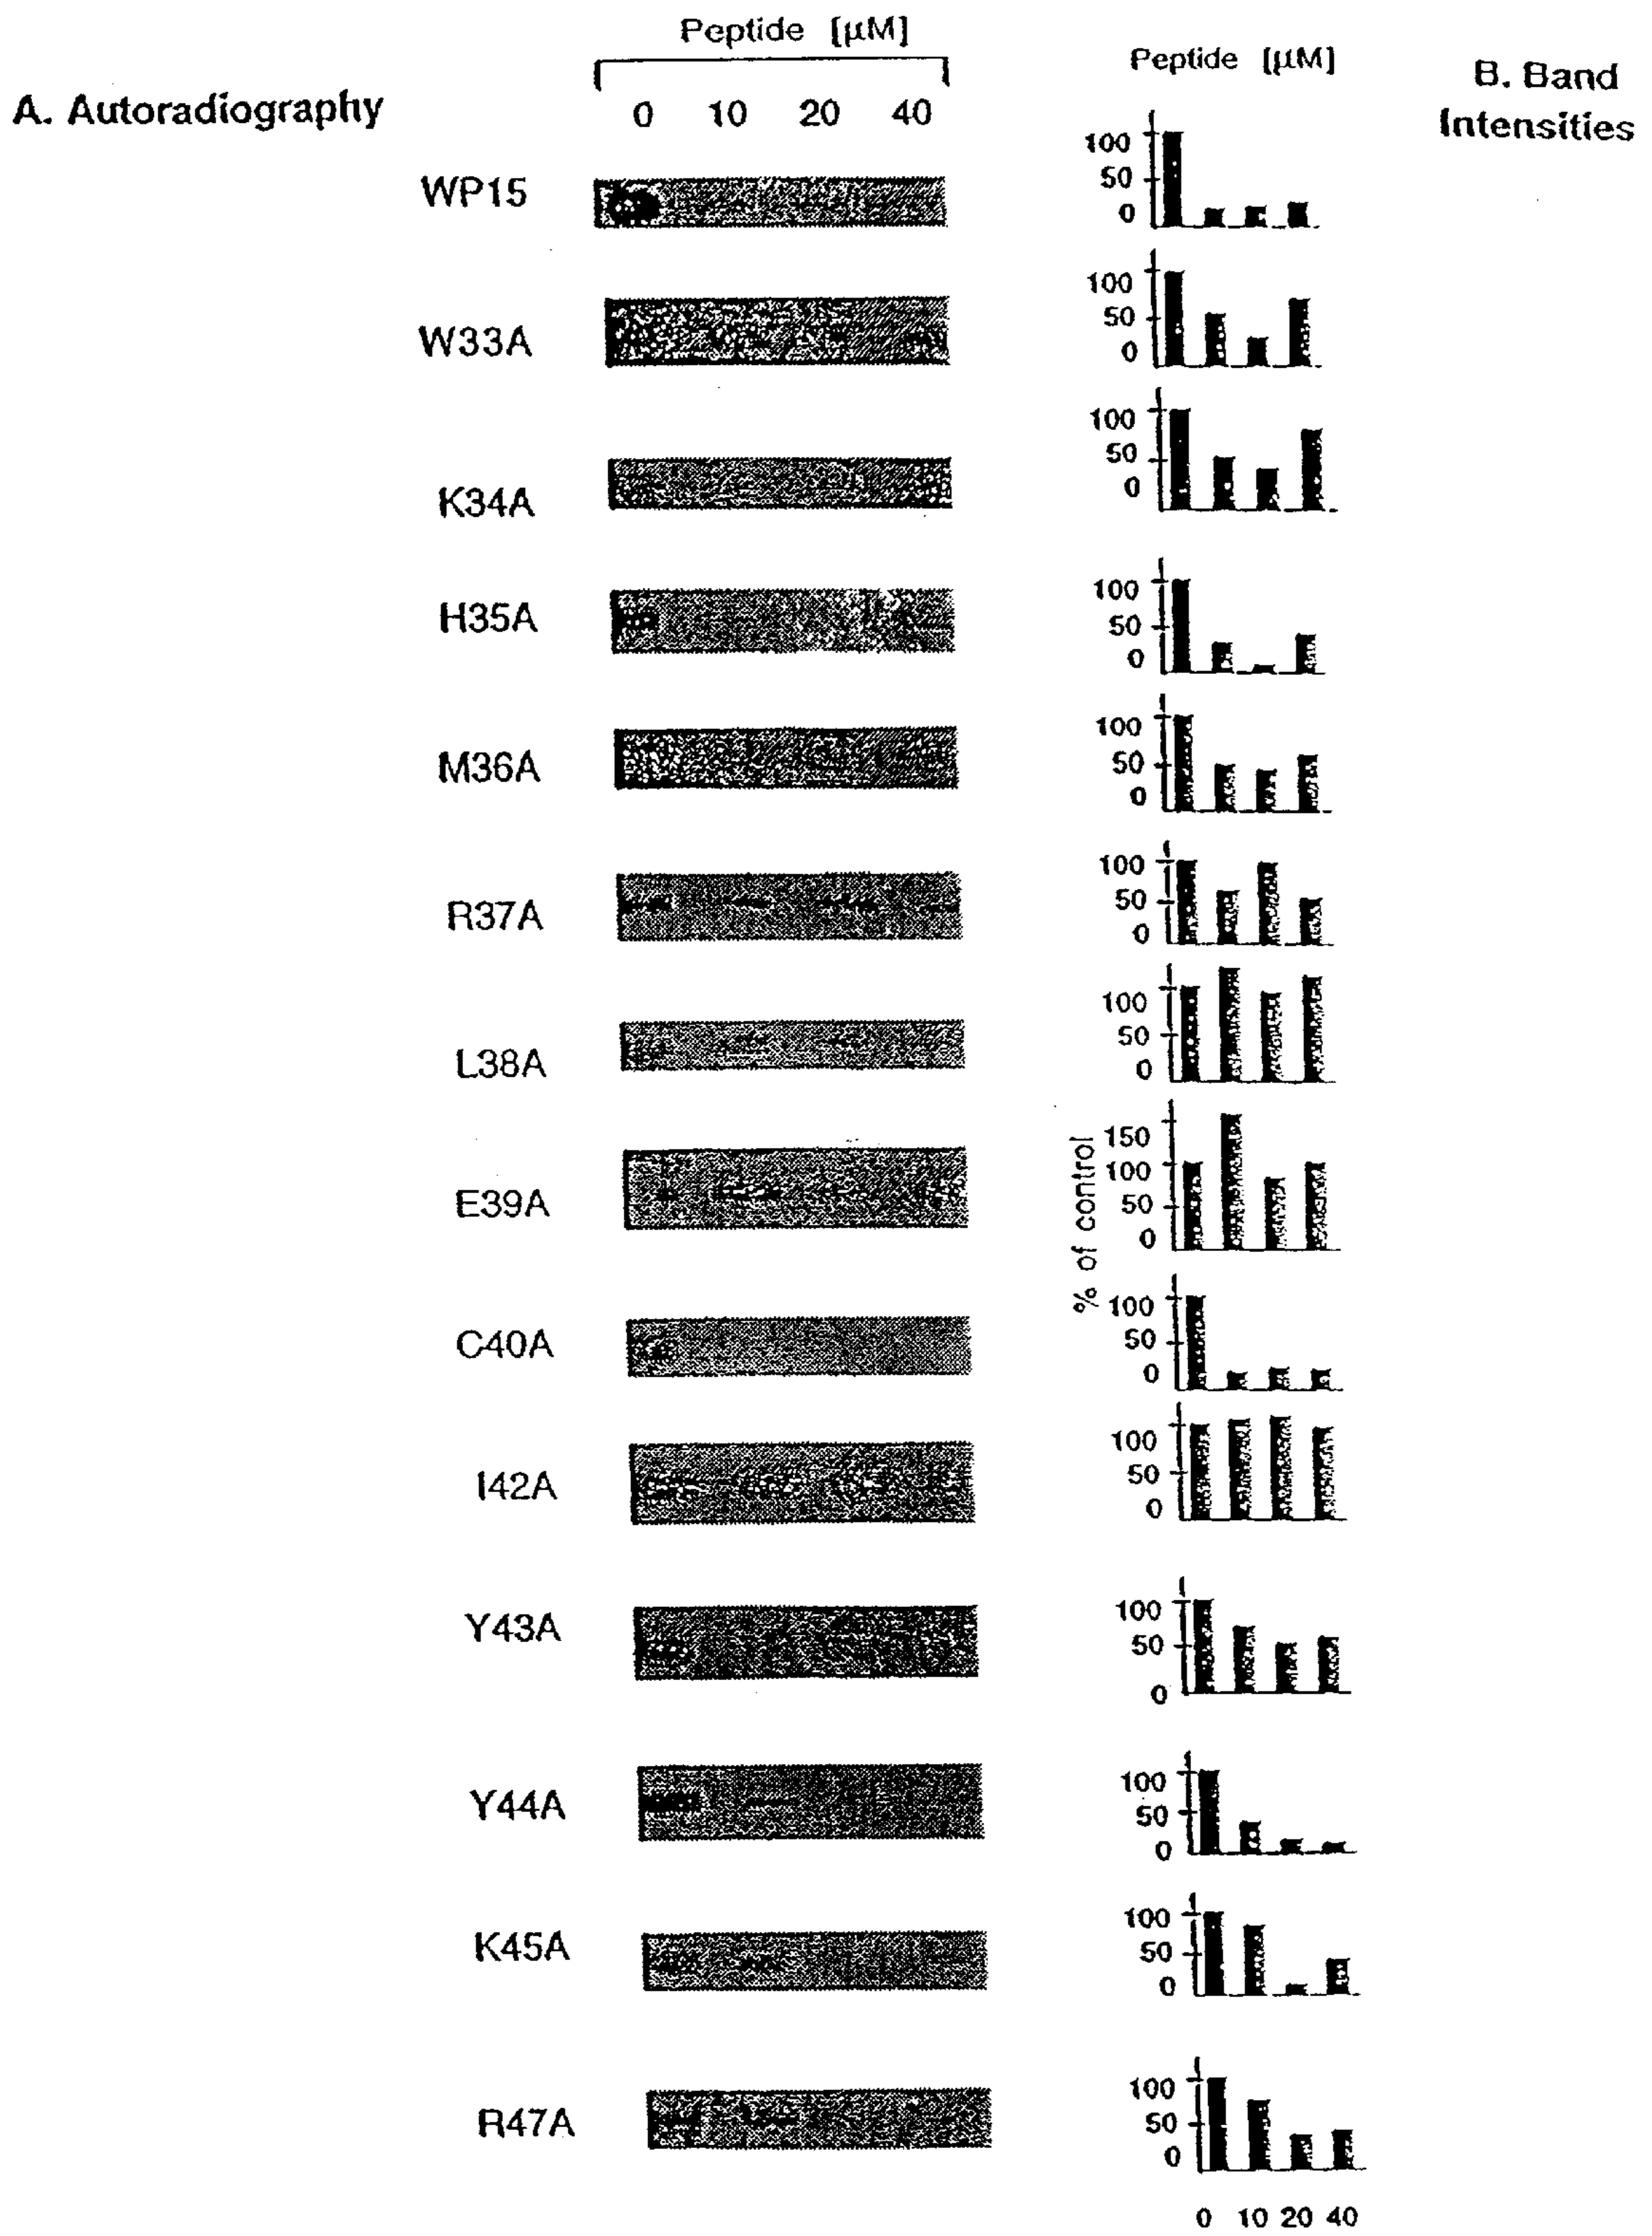 Peptide [µM]
0 10 20 40
A. Autoradiography
Peptide [µM]
B. Band
Intensities
WP15
100
50
0
W33A
100
50
0
K34A
100
50
0
H35A
100
50
0
M36A
100
50
0
R37A
100
50
0
L38A
100
50
0
E39A
% of control
150
100
50
0
C40A
100
50
0
I42A
100
50
0
Y43A
100
50
0
Y44A
100
50
0
K45A
100
50
0
R47A
100
50
0
0 10 20 40